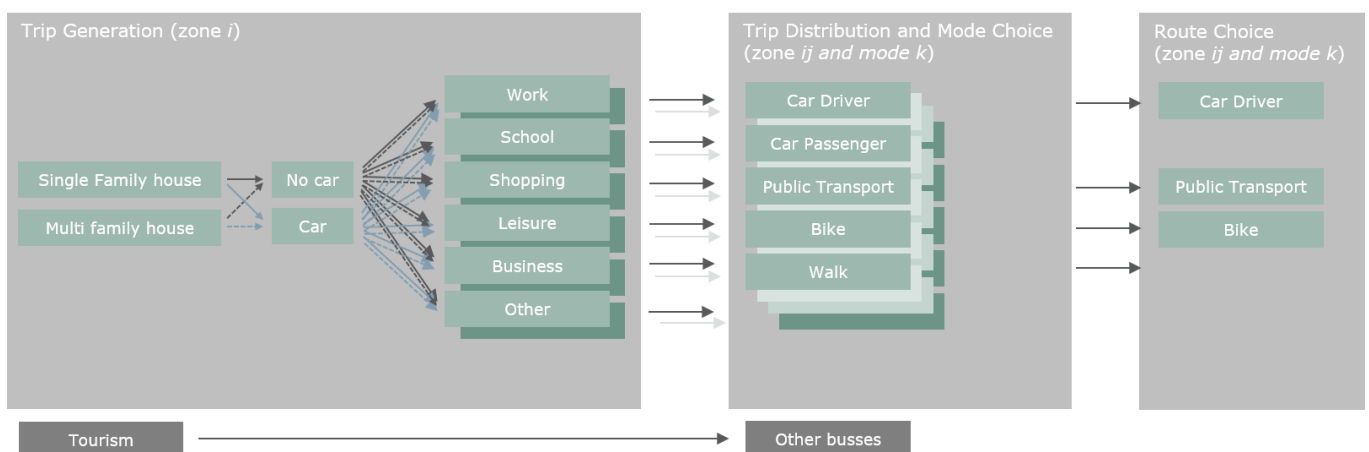 Trip Generation (zone i)
Single Family house
Multi family house
No car
Car
Work
School
Shopping
Leisure
Business
Other
Trip Distribution and Mode Choice
(zone ij and mode k)
Car Driver
Car Passenger
Public Transport
Bike
Walk
Route Choice
(zone ij and mode k)
Car Driver
Public Transport
Bike
Tourism
Other busses